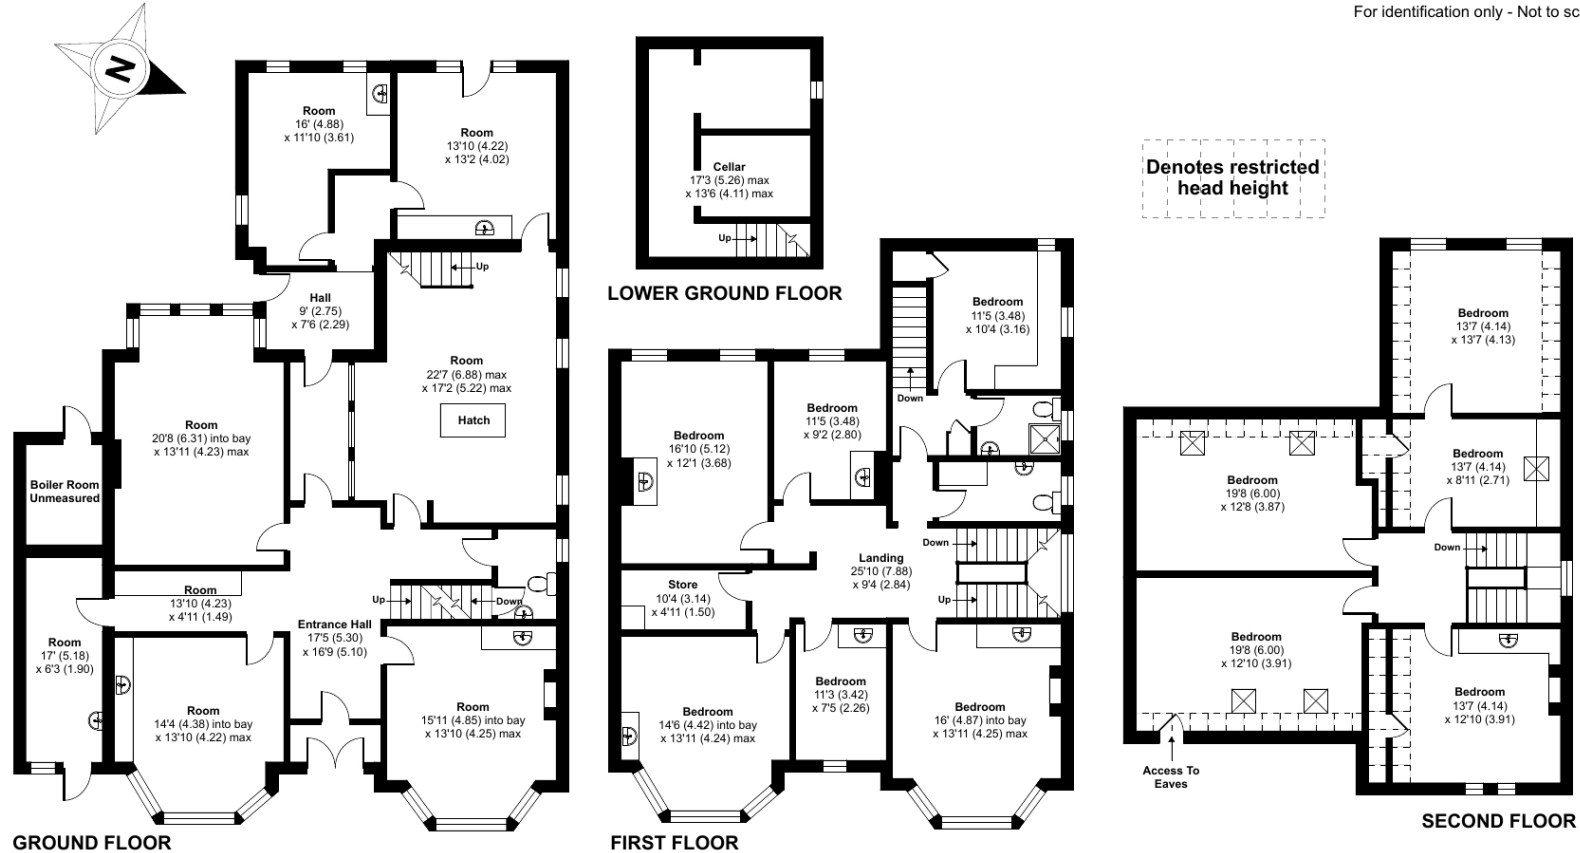 For identification only - Not to sc
N
Room
16' (4.88)
x 11'10 (3.61)
Room
13'10 (4.22)
x 13'2 (4.02)
Up
Hall
9' (2.75)
x 7'6 (2.29)
Room
22'7 (6.88) max
x 17'2 (5.22) max
Hatch
Room
20'8 (6.31) into bay
x 13'11 (4.23) max
Boiler Room
Unmeasured
Room
13'10 (4.23)
x 4'11 (1.49)
Up
Down
Entrance Hall
17'5 (5.30)
x 16'9 (5.10)
Room
17' (5.18)
x 6'3 (1.90)
Room
14'4 (4.38) into bay
x 13'10 (4.22) max
Room
15'11 (4.85) into bay
x 13'10 (4.25) max
GROUND FLOOR
Cellar
17'3 (5.26) max
x 13'6 (4.11) max
Up
LOWER GROUND FLOOR
Bedroom
11'5 (3.48)
x 10'4 (3.16)
Down
Bedroom
11'5 (3.48)
x 9'2 (2.80)
Bedroom
16'10 (5.12)
x 12'1 (3.68)
Down
Landing
25'10 (7.88)
x 9'4 (2.84)
Up
Store
10'4 (3.14)
x 4'11 (1.50)
Bedroom
14'6 (4.42) into bay
x 13'11 (4.24) max
Bedroom
11'3 (3.42)
x 7'5 (2.26)
Bedroom
16' (4.87) into bay
x 13'11 (4.25) max
FIRST FLOOR
Denotes restricted
head height
Bedroom
13'7 (4.14)
x 13'7 (4.13)
Bedroom
13'7 (4.14)
x 8'11 (2.71)
Bedroom
19'8 (6.00)
x 12'8 (3.87)
Down
Bedroom
19'8 (6.00)
x 12'10 (3.91)
Bedroom
13'7 (4.14)
x 12'10 (3.91)
Access To
Eaves
SECOND FLOOR